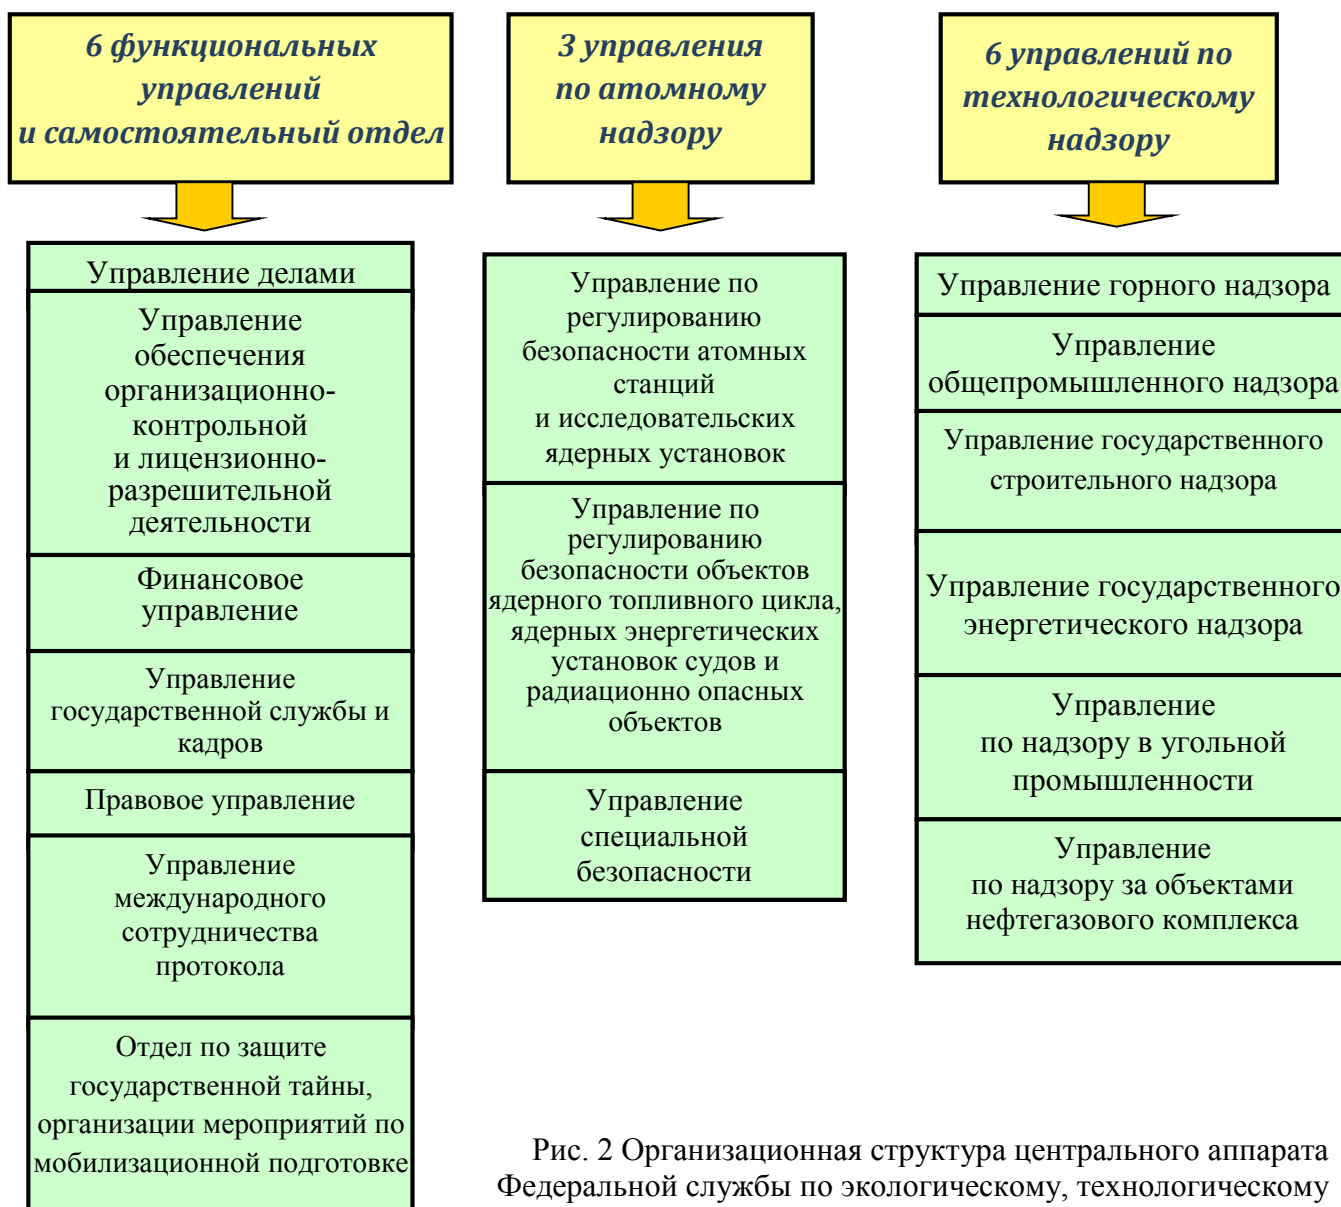 6 функциональных
управлений
и самостоятельный отдел
Управление делами
Управление
обеспечения
организационно-
контрольной
и лицензионно-
разрешительной
деятельности
Финансовое
управление
Управление
государственной службы и
кадров
Правовое управление
Управление
международного
сотрудничества
протокола
Отдел по защите
государственной тайны,
организации мероприятий по
мобилизационной подготовке
3 управления
по атомному
надзору
Управление по
регулированию
безопасности атомных
станций
и исследовательских
ядерных установок
Управление по
регулированию
безопасности объектов
ядерного топливного цикла,
ядерных энергетических
установок судов и
радиационно опасных
объектов
Управление
специальной
безопасности
6 управлений по
технологическому
надзору
Управление горного надзора
Управление
общепромышленного надзора
Управление государственного
строительного надзора
Управление государственного
энергетического надзора
Управление
по надзору в угольной
промышленности
Управление
по надзору за объектами
нефтегазового комплекса
Рис. 2 Организационная структура центрального аппарата
Федеральной службы по экологическому, технологическому